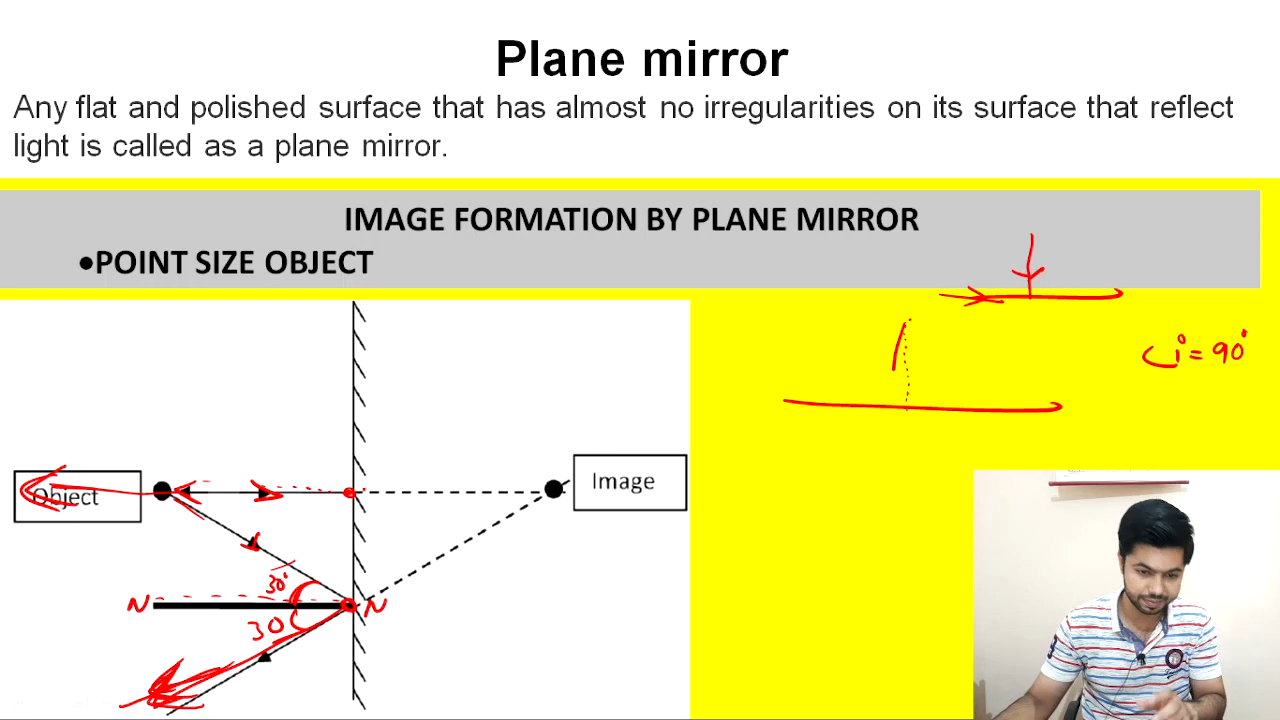 Plane mirror
Any flat and polished surface that has almost no irregularities on its surface that reflect
light is called as a plane mirror.
IMAGE FORMATION BY PLANE MIRROR
•POINT SIZE OBJECT
i = 90°
Object
Image
30°
N
N
30